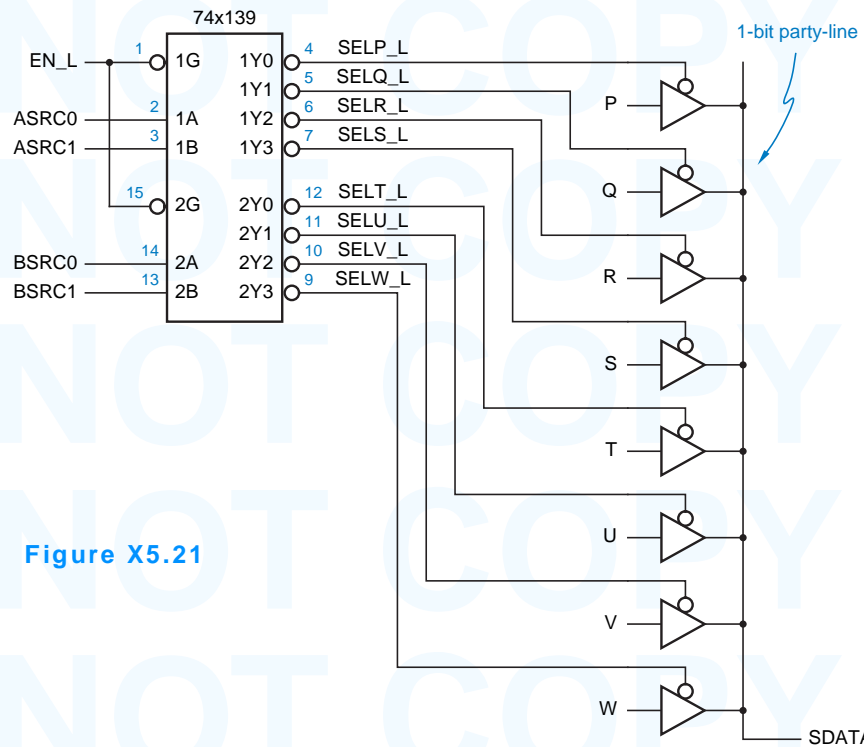 74x139
1-bit party-line
EN_L 1 1G 1Y0 4 SELP_L
1Y1 5 SELQ_L
P
ASRC0 2 1A 1Y2 6 SELR_L
ASRC1 3 1B 1Y3 7 SELS_L
Q
15 2G 2Y0 12 SELT_L
2Y1 11 SELU_L
BSRC0 14 2A 2Y2 10 SELV_L
R
BSRC1 13 2B 2Y3 9 SELW_L
S
T
U
Figure X5.21
V
W
SDATA
NOT COPY
NOT COPY
NOT COPY
NOT COPY
NOT COPY